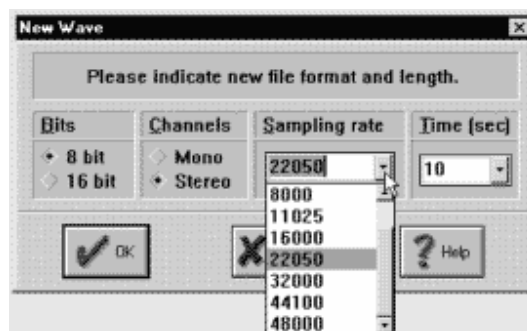 New Wave
Please indicate new file format and length.
Bits
8 bit
16 bit
Channels
Mono
Stereo
Sampling rate
22050
8000
11025
16000
22050
32000
44100
48000
Time (sec)
10
OK
Help